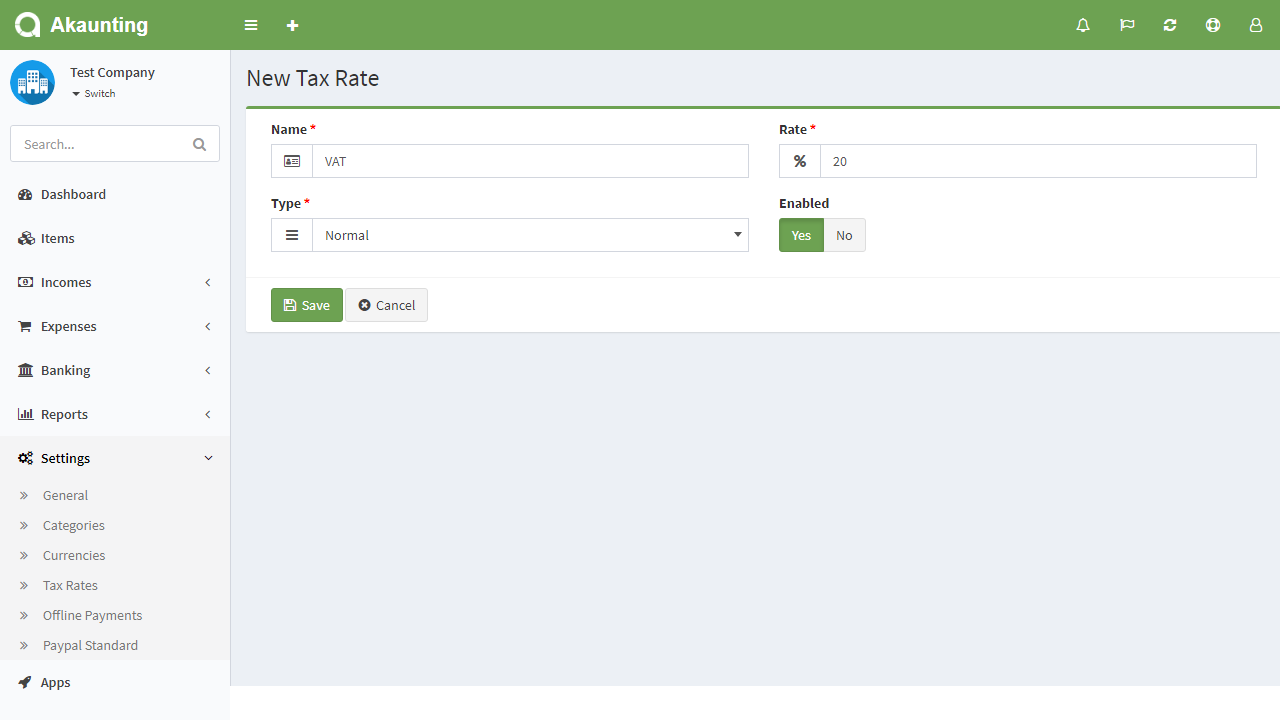 Akaunting
Test Company
Switch
Search...
Dashboard
Items
Incomes
Expenses
Banking
Reports
Settings
General
Categories
Currencies
Tax Rates
Offline Payments
Paypal Standard
Apps
New Tax Rate
Name *
VAT
Rate *
% 20
Type *
Normal
Enabled
Yes No
Save Cancel